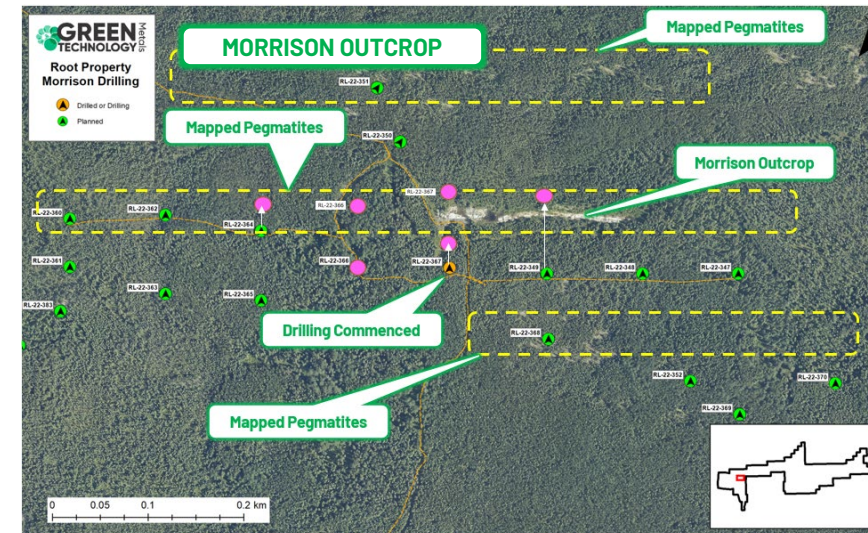 GREEN
TECHNOLOGY
Metals
Root Property
Morrison Drilling
Drilled or Drilling
Planned
MORRISON OUTCROP
Mapped Pegmatites
RL-22-351
Mapped Pegmatites
RL-22-350
Morrison Outcrop
RL-22-360
RL-22-362
RL-22-364
RL-22-366
RL-22-367
RL-22-361
RL-22-366
RL-22-367
RL-22-349
RL-22-348
RL-22-347
RL-22-363
RL-22-365
RL-22-383
Drilling Commenced
RL-22-368
RL-22-352
RL-22-370
Mapped Pegmatites
RL-22-369
0 0.05 0.1 0.2 km